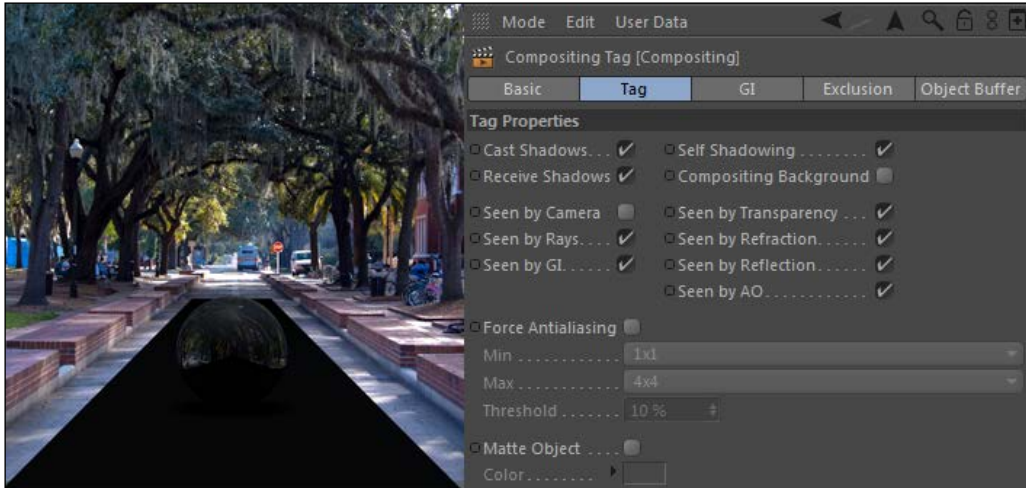 Mode Edit User Data
Compositing Tag [Compositing]
Basic Tag GI Exclusion Object Buffer
Tag Properties
Cast Shadows... Self Shadowing ........
Receive Shadows Compositing Background
Seen by Camera Seen by Transparency ...
Seen by Rays.... Seen by Refraction......
Seen by GI...... Seen by Reflection......
Seen by AO............
Force Antialiasing
Min ............ 1x1
Max ............ 4x4
Threshold ....... 10 %
Matte Object ....
Color........